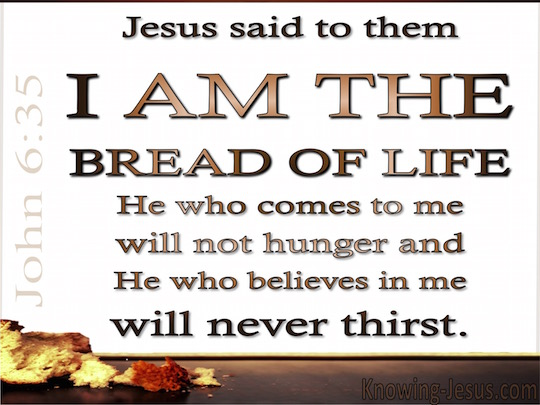 Jesus said to them
I AM THE
BREAD OF LIFE
He who comes to me
will not hunger and
He who believes in me
will never thirst.
John 6:35
Knowing-Jesus.com